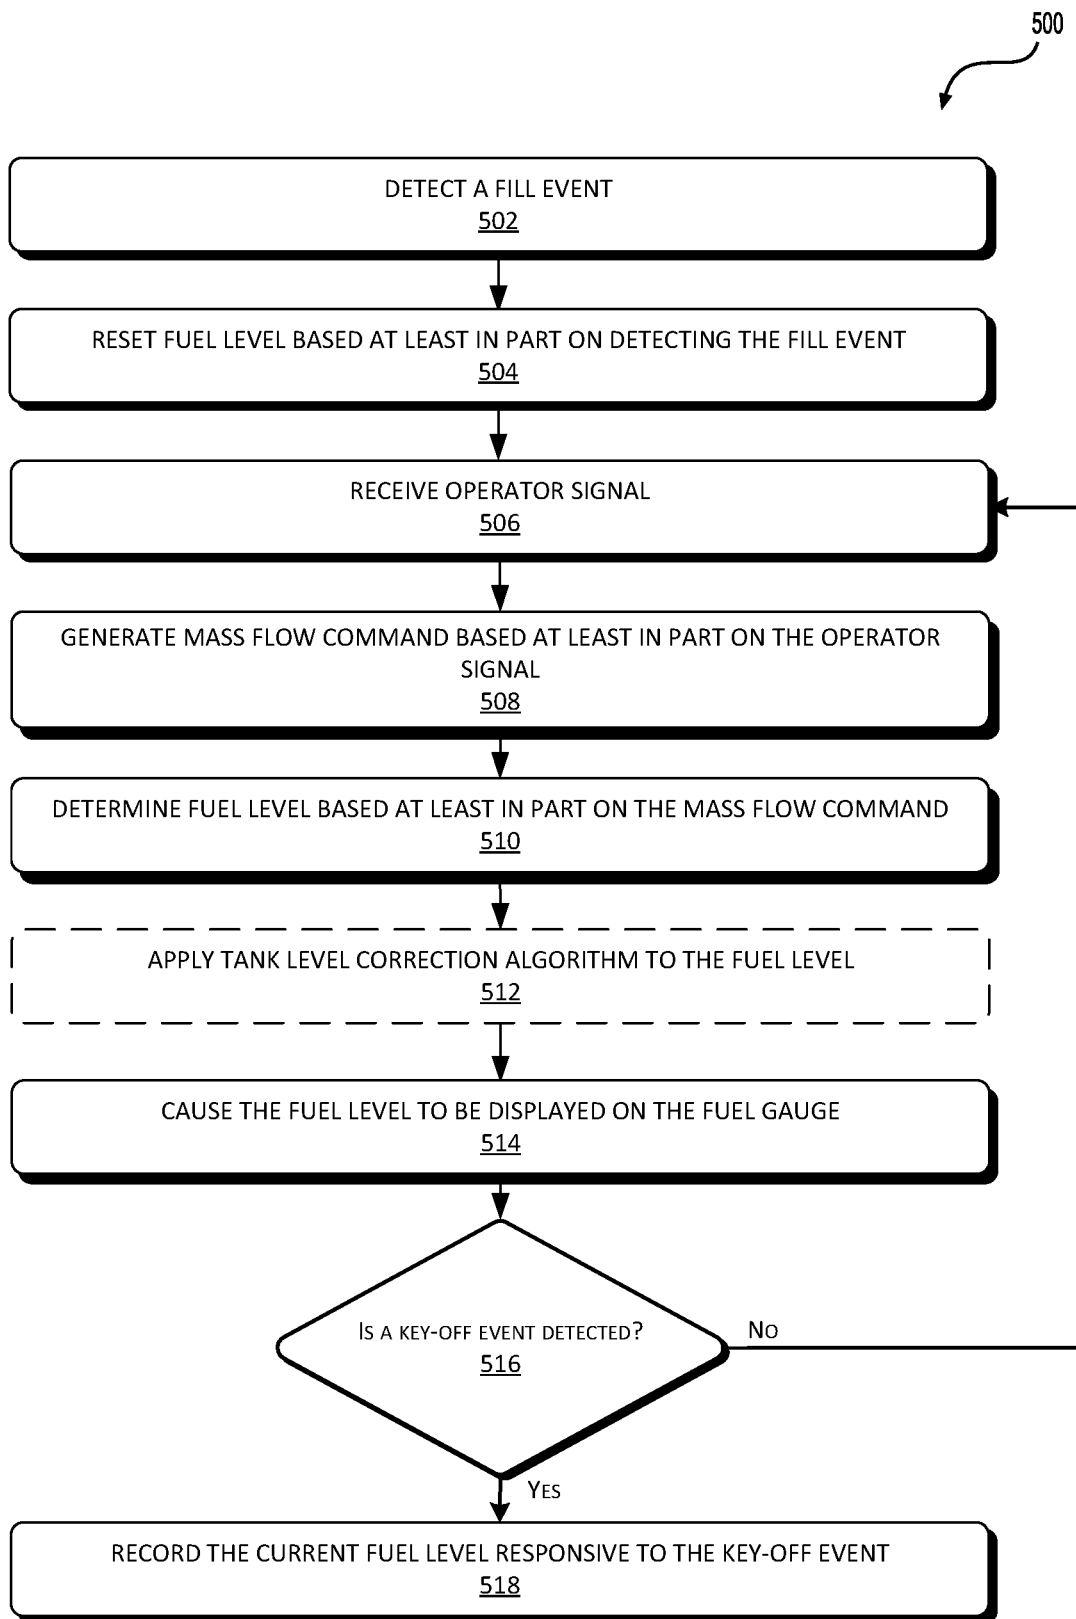 500
DETECT A FILL EVENT
502
RESET FUEL LEVEL BASED AT LEAST IN PART ON DETECTING THE FILL EVENT
504
RECEIVE OPERATOR SIGNAL
506
GENERATE MASS FLOW COMMAND BASED AT LEAST IN PART ON THE OPERATOR
SIGNAL
508
DETERMINE FUEL LEVEL BASED AT LEAST IN PART ON THE MASS FLOW COMMAND
510
APPLY TANK LEVEL CORRECTION ALGORITHM TO THE FUEL LEVEL
512
CAUSE THE FUEL LEVEL TO BE DISPLAYED ON THE FUEL GAUGE
514
IS A KEY-OFF EVENT DETECTED?
516
NO
YES
RECORD THE CURRENT FUEL LEVEL RESPONSIVE TO THE KEY-OFF EVENT
518